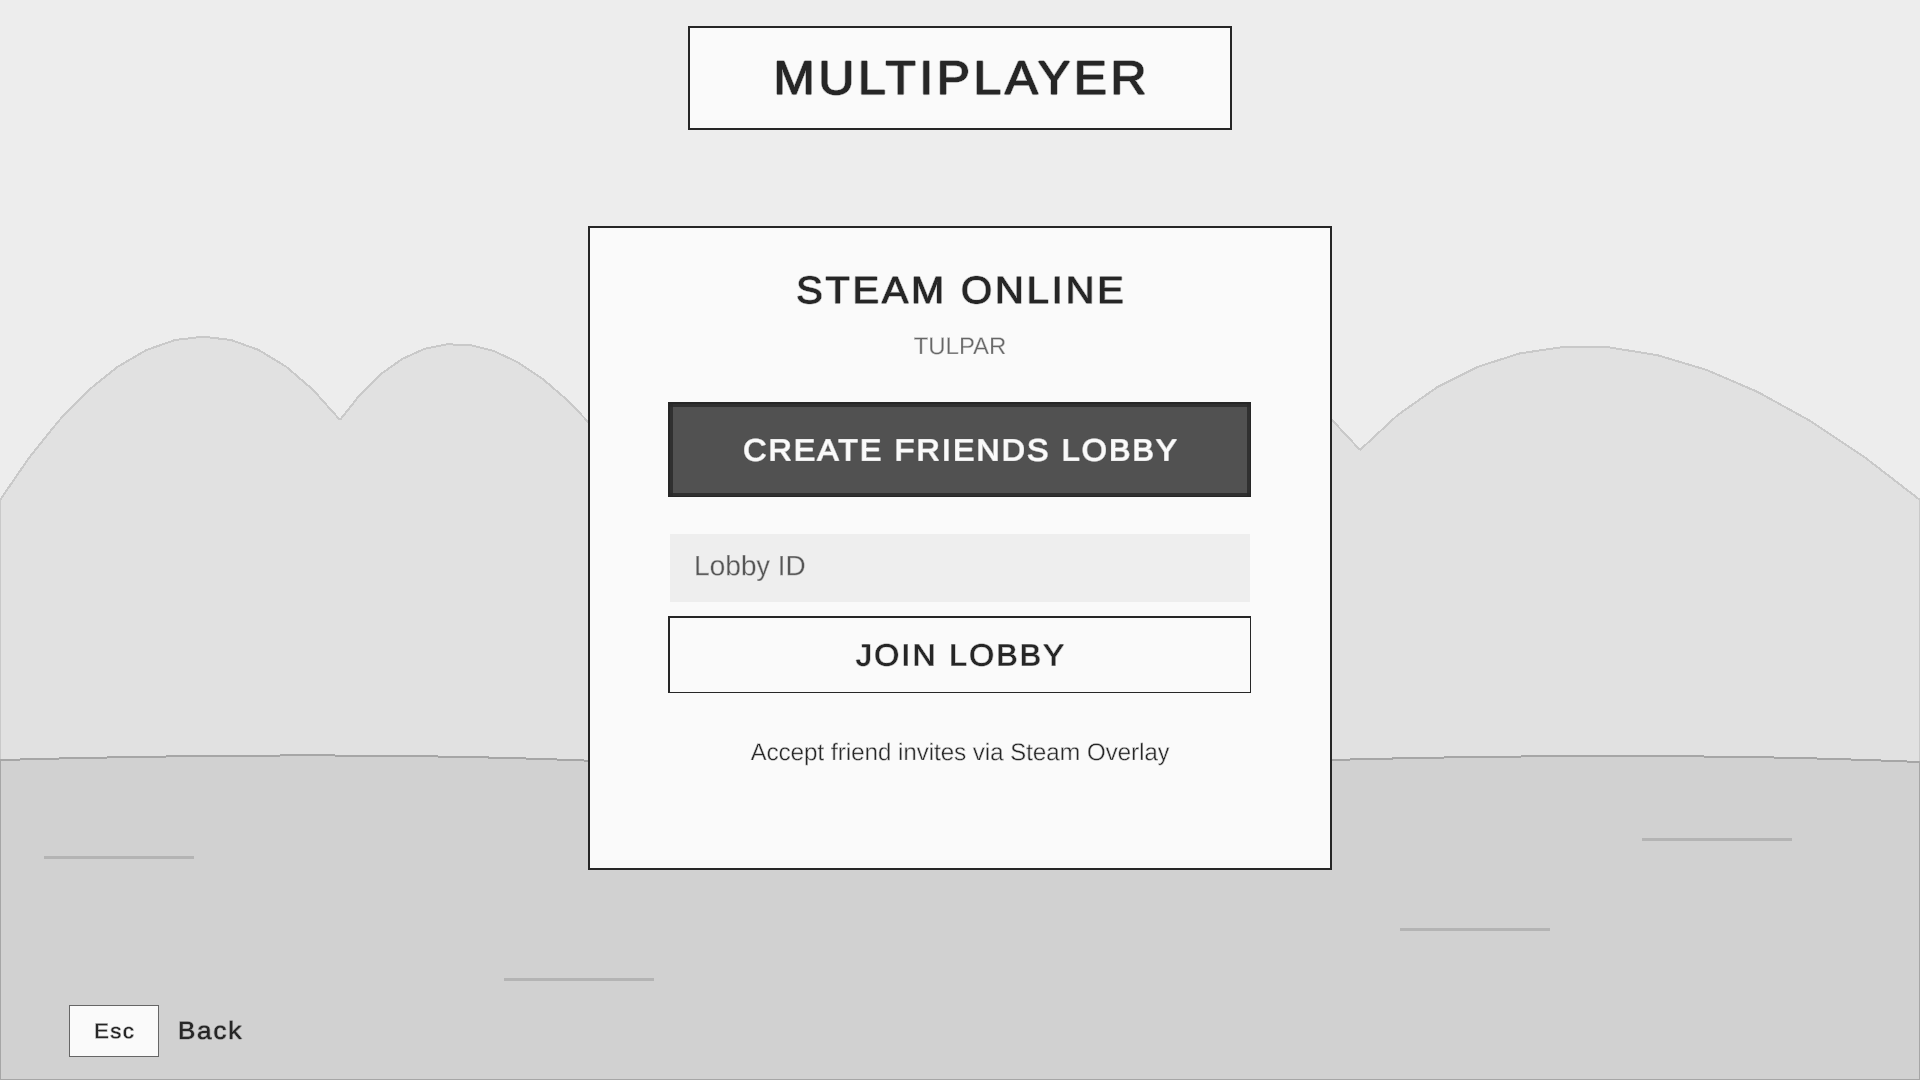 MULTIPLAYER
STEAM ONLINE
TULPAR
CREATE FRIENDS LOBBY
Lobby ID
JOIN LOBBY
Accept friend invites via Steam Overlay
Esc Back